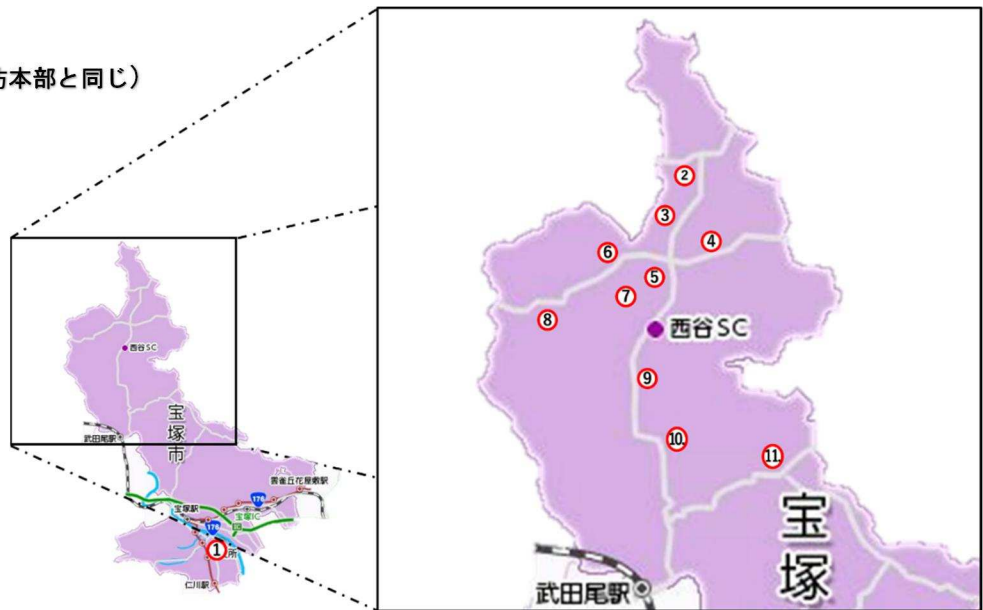 本部と同じ）
②
③
④
⑥
⑤
⑦
⑧
西谷SC
⑨
⑩
⑪
宝塚
武田尾駅
西谷SC
宝塚市
武田尾駅
雲雀丘花屋敷駅
176
宝塚駅
宝塚IC
176
①
所
仁川駅